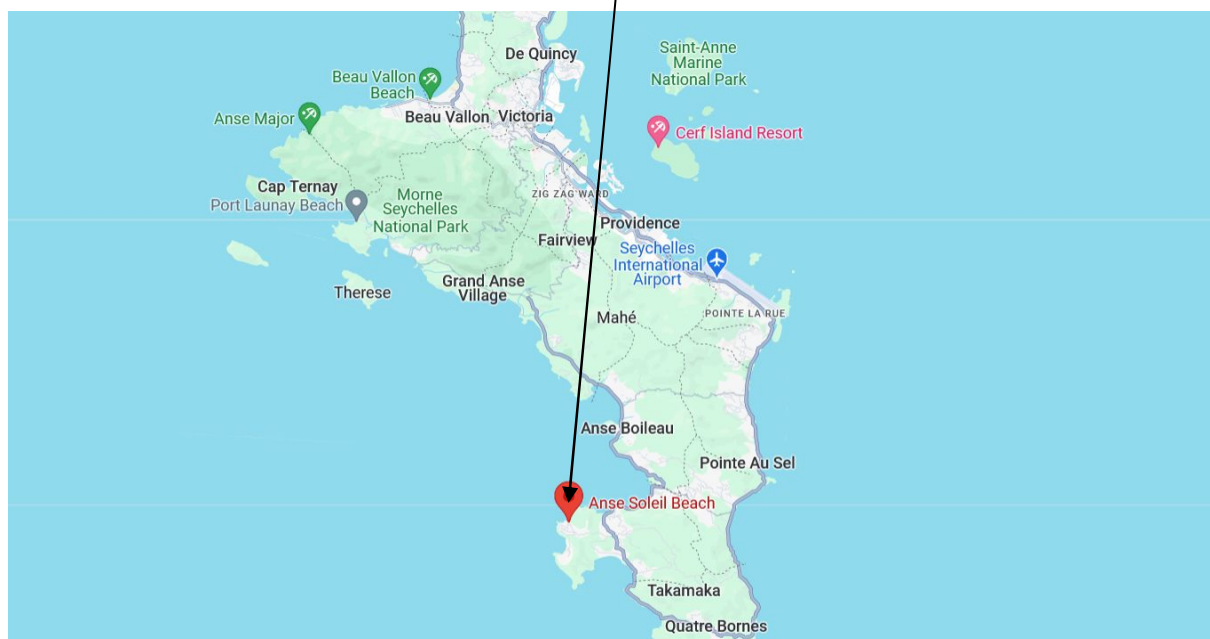 De Quincy
Saint-Anne
Marine
National Park
Beau Vallon
Beach
Anse Major
Beau Vallon
Victoria
Cerf Island Resort
Cap Ternay
Port Launay Beach
Morne
Seychelles
National Park
ZIG ZAG WARD
Providence
Fairview
Seychelles
International
Airport
Grand Anse
Village
Therese
Mahé
POINTE LA RUE
Anse Boileau
Pointe Au Sel
Anse Soleil Beach
Takamaka
Quatre Bornes